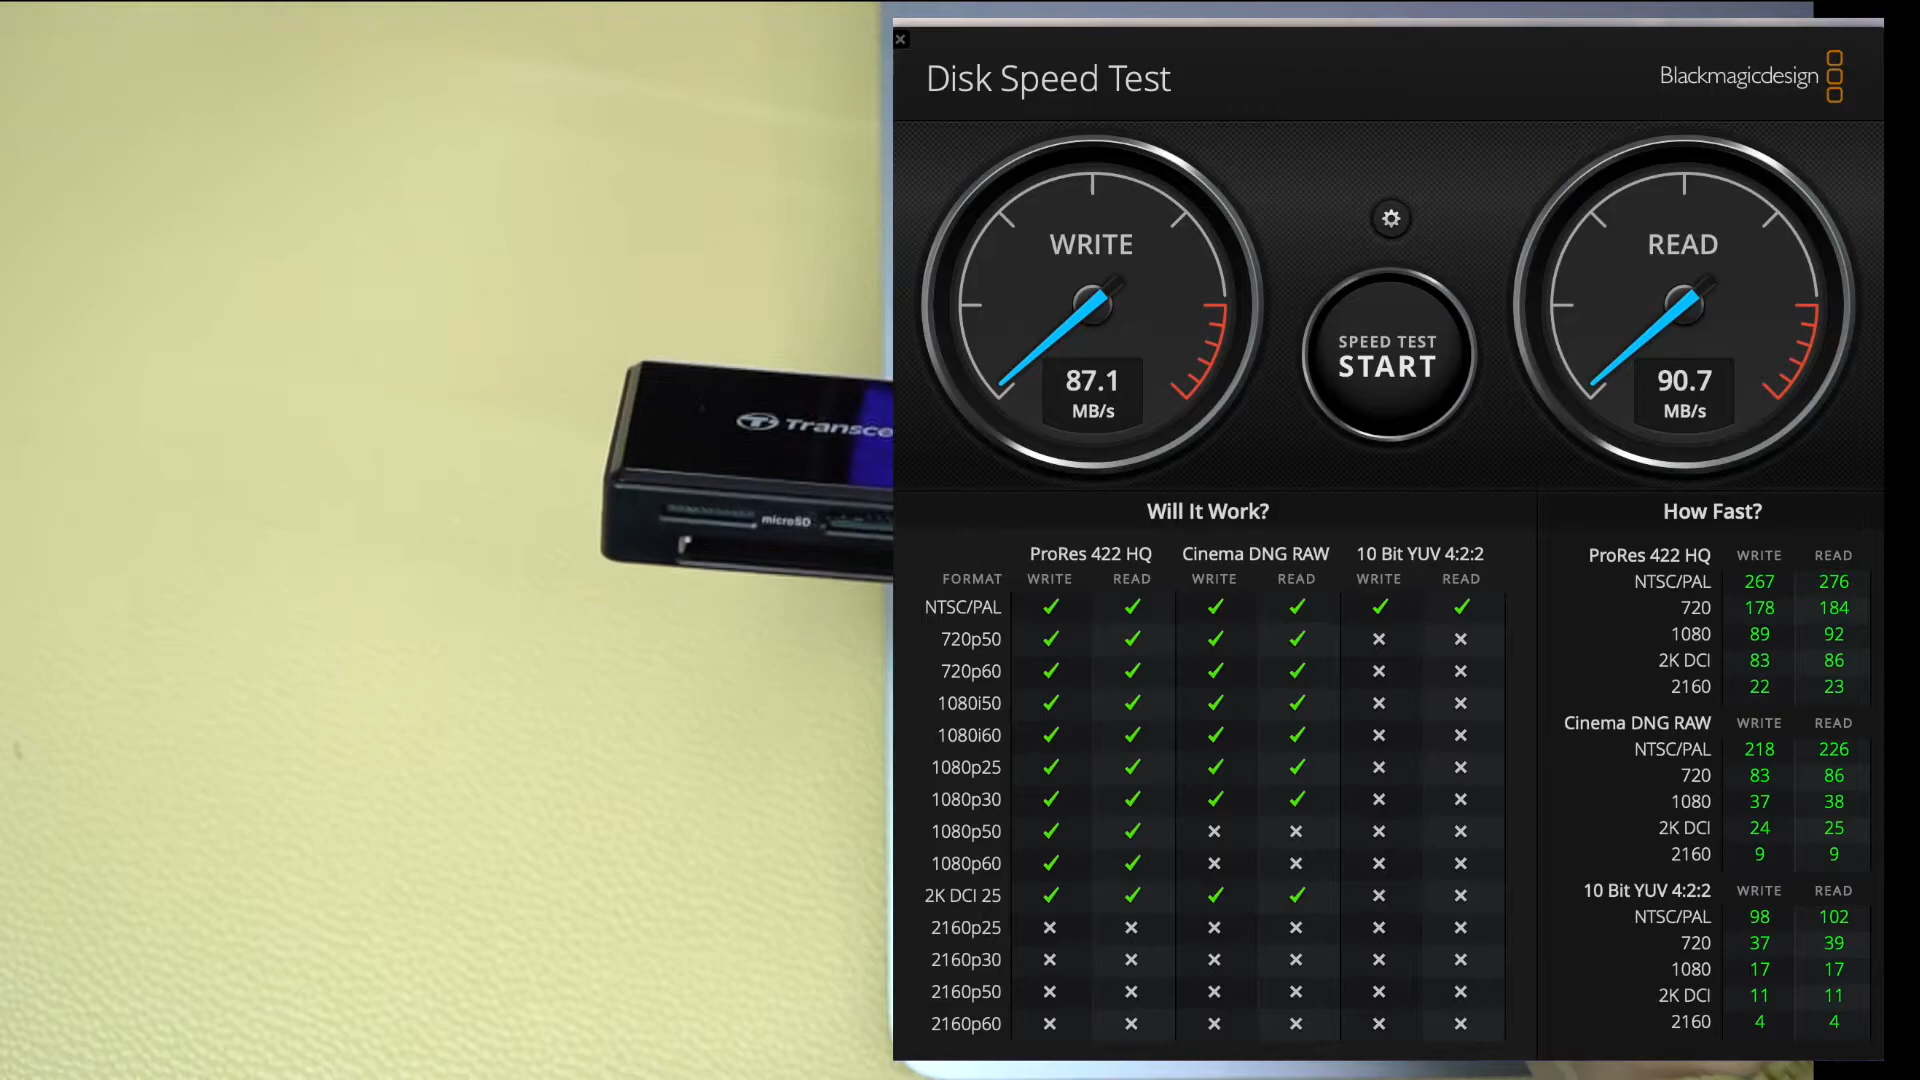 Disk Speed Test
Blackmagicdesign
WRITE
87.1
MB/s
SPEED TEST
START
READ
90.7
MB/s
microSD
Will It Work?
ProRes 422 HQ Cinema DNG RAW 10 Bit YUV 4:2:2
FORMAT WRITE READ WRITE READ WRITE READ
NTSC/PAL ✓ ✓ ✓ ✓ ✓ ✓
720p50 ✓ ✓ ✓ ✓ × ×
720p60 ✓ ✓ ✓ ✓ × ×
1080i50 ✓ ✓ ✓ ✓ × ×
1080i60 ✓ ✓ ✓ ✓ × ×
1080p25 ✓ ✓ ✓ ✓ × ×
1080p30 ✓ ✓ ✓ ✓ × ×
1080p50 ✓ ✓ × × × ×
1080p60 ✓ ✓ × × × ×
2K DCI 25 ✓ ✓ ✓ ✓ × ×
2160p25 × × × × × ×
2160p30 × × × × × ×
2160p50 × × × × × ×
2160p60 × × × × × ×
How Fast?
ProRes 422 HQ WRITE READ
NTSC/PAL 267 276
720 178 184
1080 89 92
2K DCI 83 86
2160 22 23
Cinema DNG RAW WRITE READ
NTSC/PAL 218 226
720 83 86
1080 37 38
2K DCI 24 25
2160 9 9
10 Bit YUV 4:2:2 WRITE READ
NTSC/PAL 98 102
720 37 39
1080 17 17
2K DCI 11 11
2160 4 4